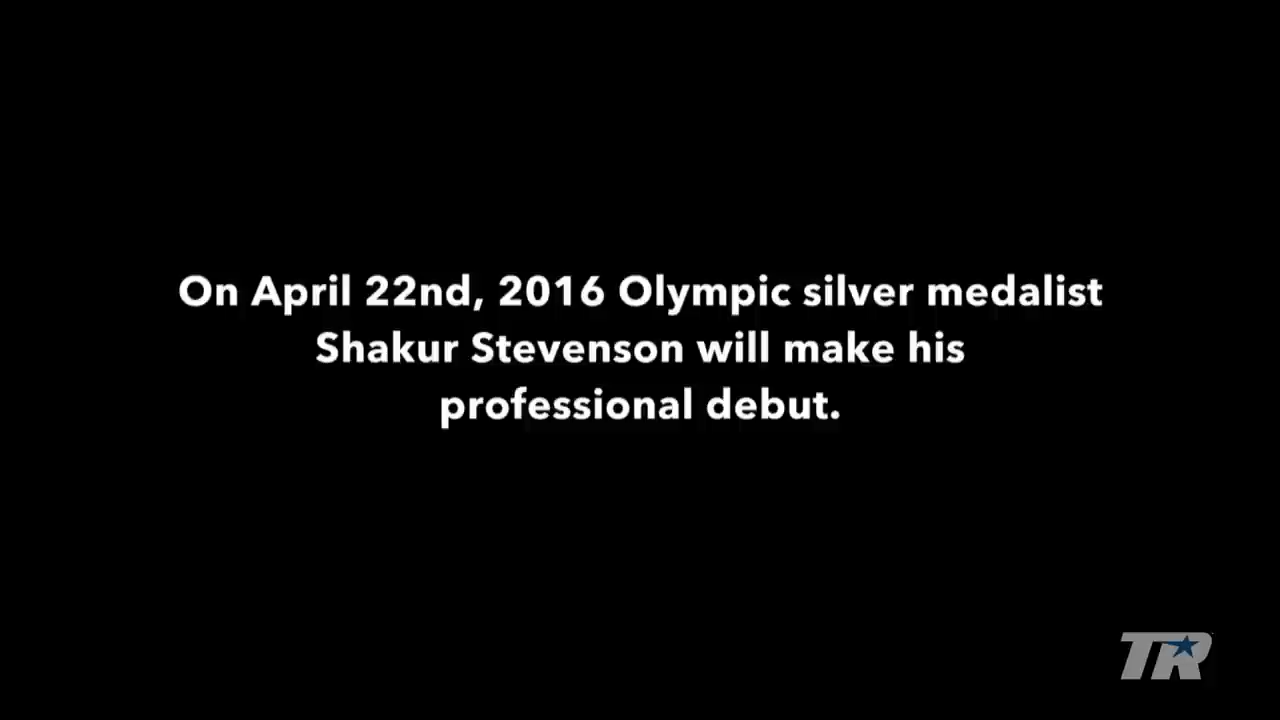 On April 22nd, 2016 Olympic silver medalist
Shakur Stevenson will make his
professional debut.
TR